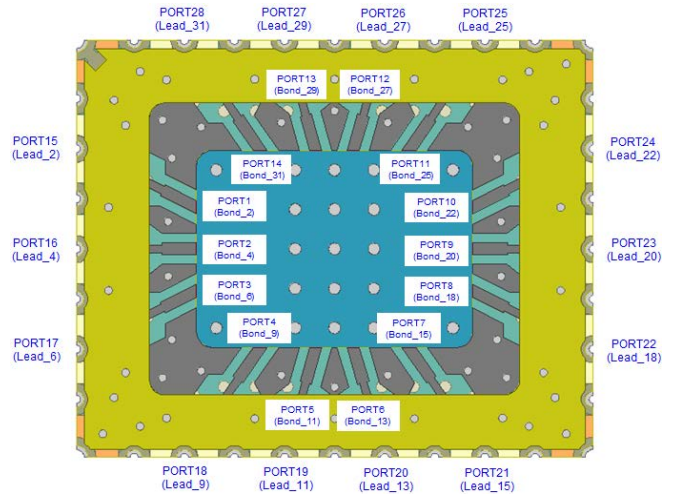 PORT28 PORT27 PORT26 PORT25
(Lead_31) (Lead_29) (Lead_27) (Lead_25)
PORT13 PORT12
(Bond_29) (Bond_27)
PORT15 PORT24
(Lead_2) (Lead_22)
PORT14 PORT11
(Bond_31) (Bond_25)
PORT1 PORT10
(Bond_2) (Bond_22)
PORT16 PORT2 PORT9 PORT23
(Lead_4) (Bond_4) (Bond_20) (Lead_20)
PORT3 PORT8
(Bond_6) (Bond_18)
PORT17 PORT22
(Lead_6) (Lead_18)
PORT4 PORT7
(Bond_9) (Bond_15)
PORT5 PORT6
(Bond_11) (Bond_13)
PORT18 PORT19 PORT20 PORT21
(Lead_9) (Lead_11) (Lead_13) (Lead_15)